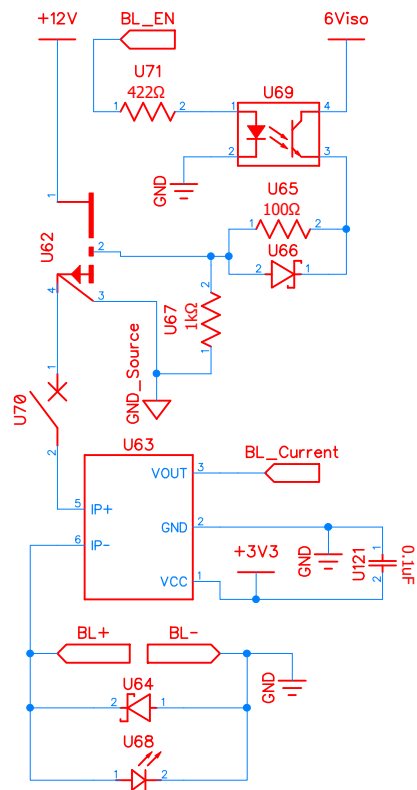 +12V
BL_EN
6Viso
U71
422Ω
1
2
U69
1
4
2
3
GND
U65
100Ω
1
2
U66
2
1
1
U62
2
4
3
2
U67
1kΩ
1
GND_Source
1
U70
2
U63
VOUT
3
BL_Current
5
IP+
GND
2
6
IP-
+3V3
GND
1
U121
0.1uF
2
VCC
1
BL+
BL-
U64
2
1
GND
U68
1
2